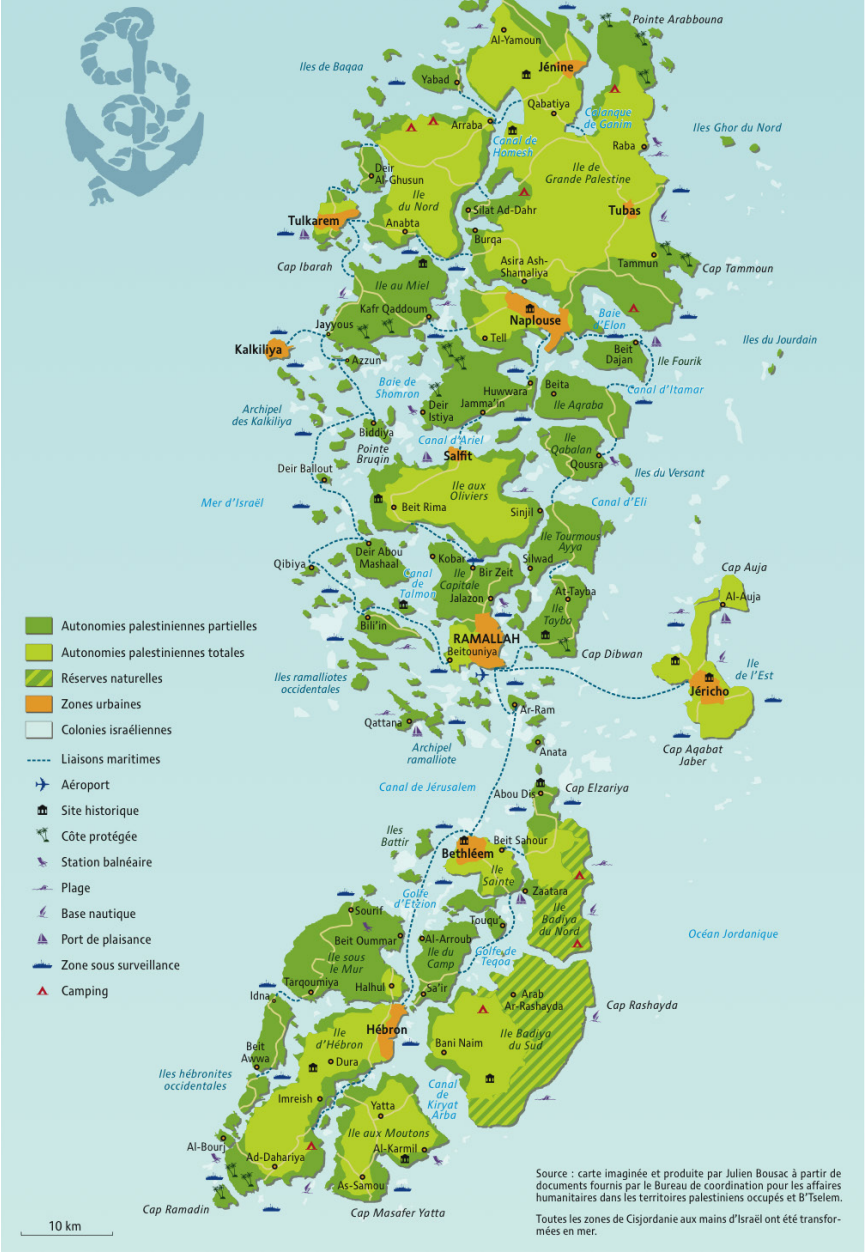 Pointe Arabbouna
Al-Yamoun
Iles de Baqaa
Jénine
Yabad
Qabatiya
Calanque
de Ganim
Arraba
Iles Ghor du Nord
Canal de
Homesh
Raba
Deir
Al-Ghusun
Ile de
Grande Palestine
Ile
du Nord
Tulkarem
Silat Ad-Dahr
Tubas
Anabta
Burqa
Asira Ash-
Shamaliya
Tammun
Cap Tammoun
Cap Ibarah
Ile au Miel
Kafr Qaddoum
Naplouse
Baie
d'Elon
Jayyous
Tell
Iles du Jourdain
Kalkiliya
Beit
Dajan
Ile Fourik
Azzun
Baie de
Shomron
Huwwara
Beita
Canal d'Itamar
Deir
Istiya
Jamma'in
Ile Aqraba
Archipel
des Kalkiliya
Biddiya
Canal d'Ariel
Ile
Qabalan
Pointe
Bruqin
Salfit
Qousra
Deir Ballout
Iles du Versant
Ile aux
Oliviers
Mer d'Israël
Beit Rima
Sinjil
Canal d'Eli
Ile Tourmous
Ayya
Deir Abou
Mashaal
Kobar
Silwad
Qibiya
Cap Auja
Canal
de
Talmon
Ile
Capitale
Bir Zeit
Jalazon
At-Tayba
Al-Auja
Ile
Tayba
Bili'in
RAMALLAH
Beitouniya
Cap Dibwan
Ile
de l'Est
Iles ramalliotes
occidentales
Jéricho
Ar-Ram
Qattana
Cap Aqabat
Jaber
Archipel
ramalliote
Anata
Canal de Jérusalem
Abou Dis
Cap Elzariya
Iles
Battir
Bethléem
Beit Sahour
Ile
Sainte
Zaatara
Golfe
d'Etzion
Ile
Badiya
du Nord
Sourif
Touqu'
Océan Jordanique
Beit Oummar
Al-Arroub
Ile du
Camp
Golfe de
Teqoa
Ile sous
le Mur
Tarqoumiya
Halhul
Sa'ir
Arab
Ar-Rashayda
Cap Rashayda
Idna
Hébron
Ile
d'Hébron
Ile Badiya
du Sud
Bani Naim
Beit
Awwa
Dura
Iles hébronites
occidentales
Canal
de
Kiryat
Arba
Imreish
Yatta
Ile aux Moutons
Al-Bourj
Al-Karmil
Ad-Dahariya
As-Samou
Cap Ramadin
Cap Masafer Yatta
Autonomies palestiniennes partielles
Autonomies palestiniennes totales
Réserves naturelles
Zones urbaines
Colonies israéliennes
Liaisons maritimes
Aéroport
Site historique
Côte protégée
Station balnéaire
Plage
Base nautique
Port de plaisance
Zone sous surveillance
Camping
10 km
Source : carte imaginée et produite par Julien Bousac à partir de
documents fournis par le Bureau de coordination pour les affaires
humanitaires dans les territoires palestiniens occupés et B'Tselem.
Toutes les zones de Cisjordanie aux mains d'Israël ont été transfor-
mées en mer.